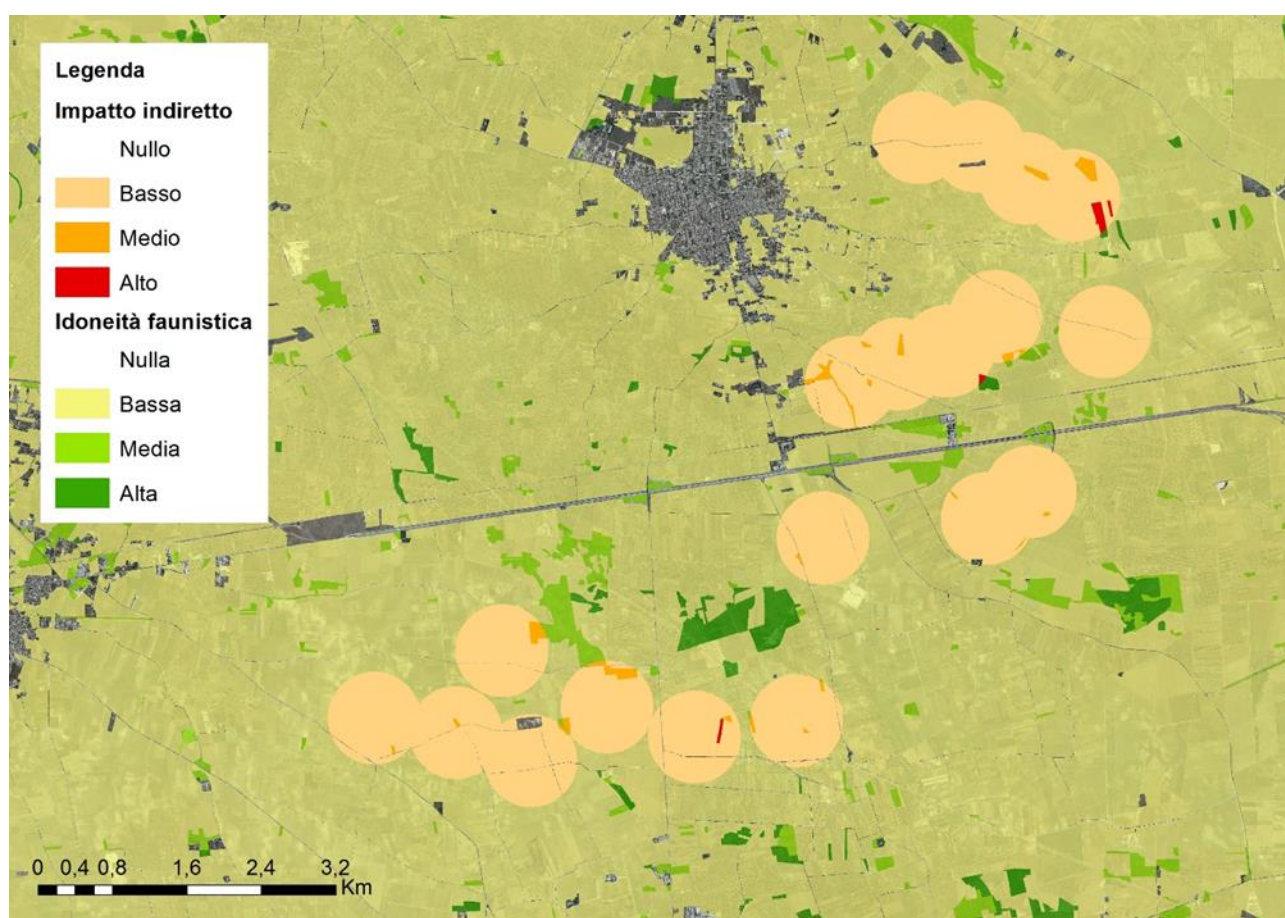 Legenda
Impatto indiretto
Nullo
Basso
Medio
Alto
Idoneità faunistica
Nulla
Bassa
Media
Alta
0 0,4 0,8 1,6 2,4 3,2
Km